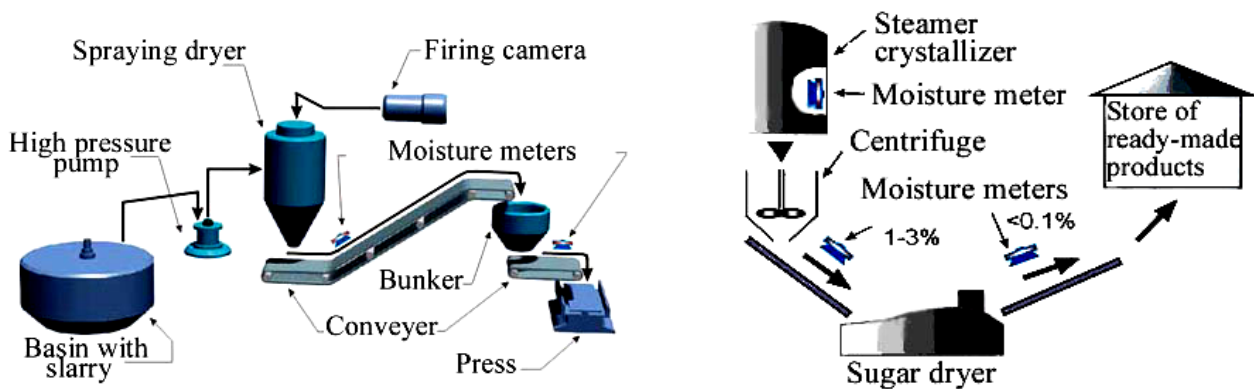 Spraying dryer
Firing camera
High pressure
pump
Moisture meters
Bunker
Conveyer
Basin with
slarry
Press
Steamer
crystallizer
Moisture meter
Centrifuge
Moisture meters
<0.1%
1-3%
Store of
ready-made
products
Sugar dryer